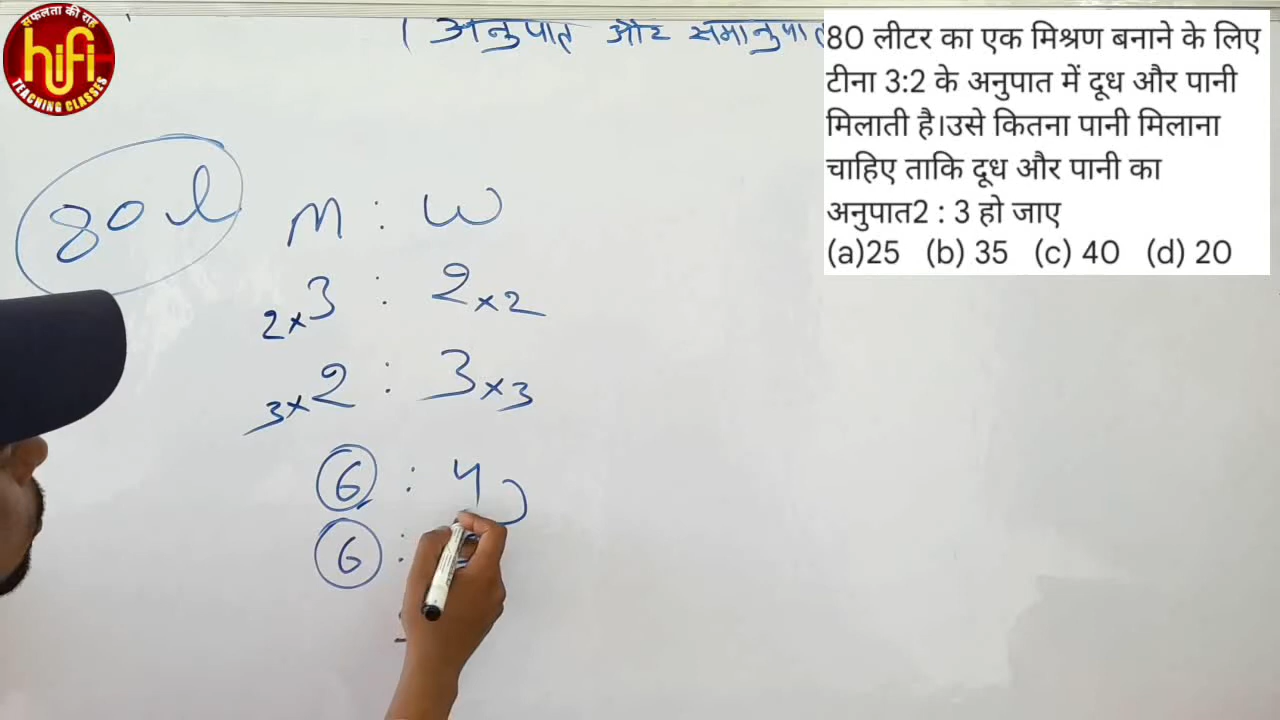 सफलता की राह
hifi
TEACHING CLASSES
( अनुपात और समानुपात
80 लीटर का एक मिश्रण बनाने के लिए
टीना 3:2 के अनुपात में दूध और पानी
मिलाती है।उसे कितना पानी मिलाना
चाहिए ताकि दूध और पानी का
अनुपात2 : 3 हो जाए
(a)25 (b) 35 (c) 40 (d) 20
80 l
M : W
2×3 : 2×2
3×2 : 3×3
6 : 4
6 :